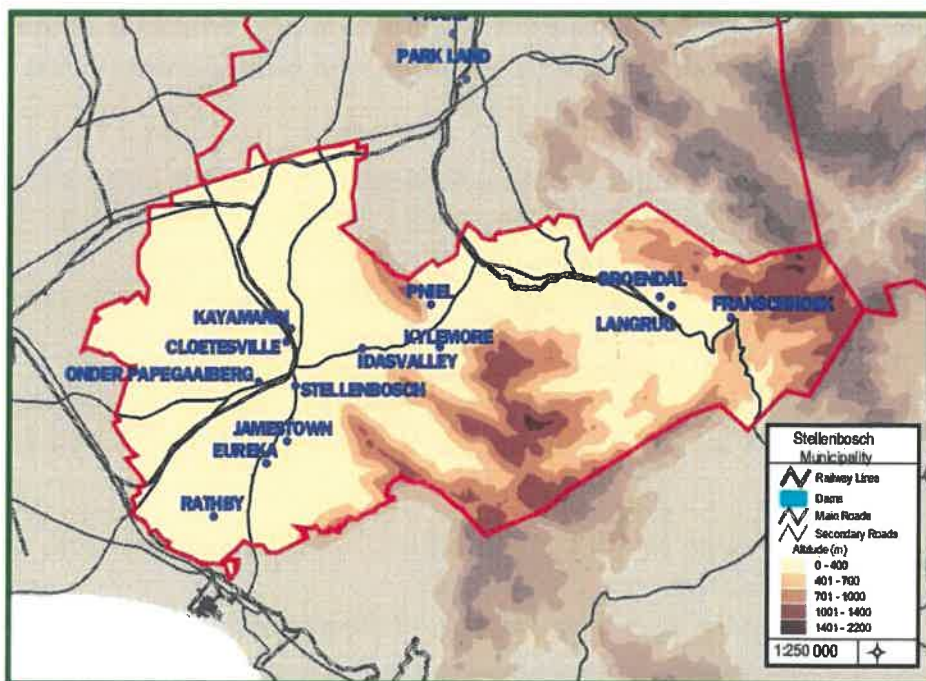 PAARL
PARK LAND
GROENDAL
PNIEL
FRANSCHHOEK
LANGRUG
KAYAMANDI
CLOETESVILLE
KYLEMORE
IDASVALLEY
ONDER PAPEGAAIBERG
STELLENBOSCH
JAMESTOWN
EUREKA
RAITHBY
Stellenbosch
Municipality
Railway Lines
Dams
Main Roads
Secondary Roads
Altitude (m)
0 - 400
401 - 700
701 - 1000
1001 - 1400
1401 - 2200
1:250 000